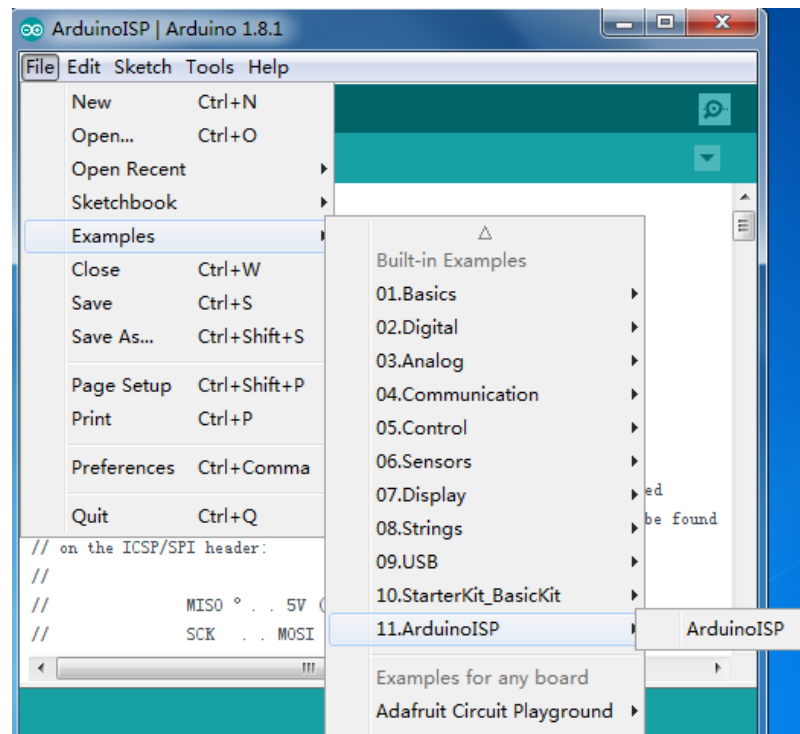 ArduinoISP | Arduino 1.8.1
File Edit Sketch Tools Help
New Ctrl+N
Open... Ctrl+O
Open Recent
Sketchbook
Examples
Close Ctrl+W
Save Ctrl+S
Save As... Ctrl+Shift+S
Page Setup Ctrl+Shift+P
Print Ctrl+P
Preferences Ctrl+Comma
Quit Ctrl+Q
Built-in Examples
01.Basics
02.Digital
03.Analog
04.Communication
05.Control
06.Sensors
07.Display
08.Strings
09.USB
10.StarterKit_BasicKit
11.ArduinoISP
Examples for any board
Adafruit Circuit Playground
ArduinoISP
ed
be found
// on the ICSP/SPI header:
//
// MISO ° . . 5V (
// SCK . . MOSI